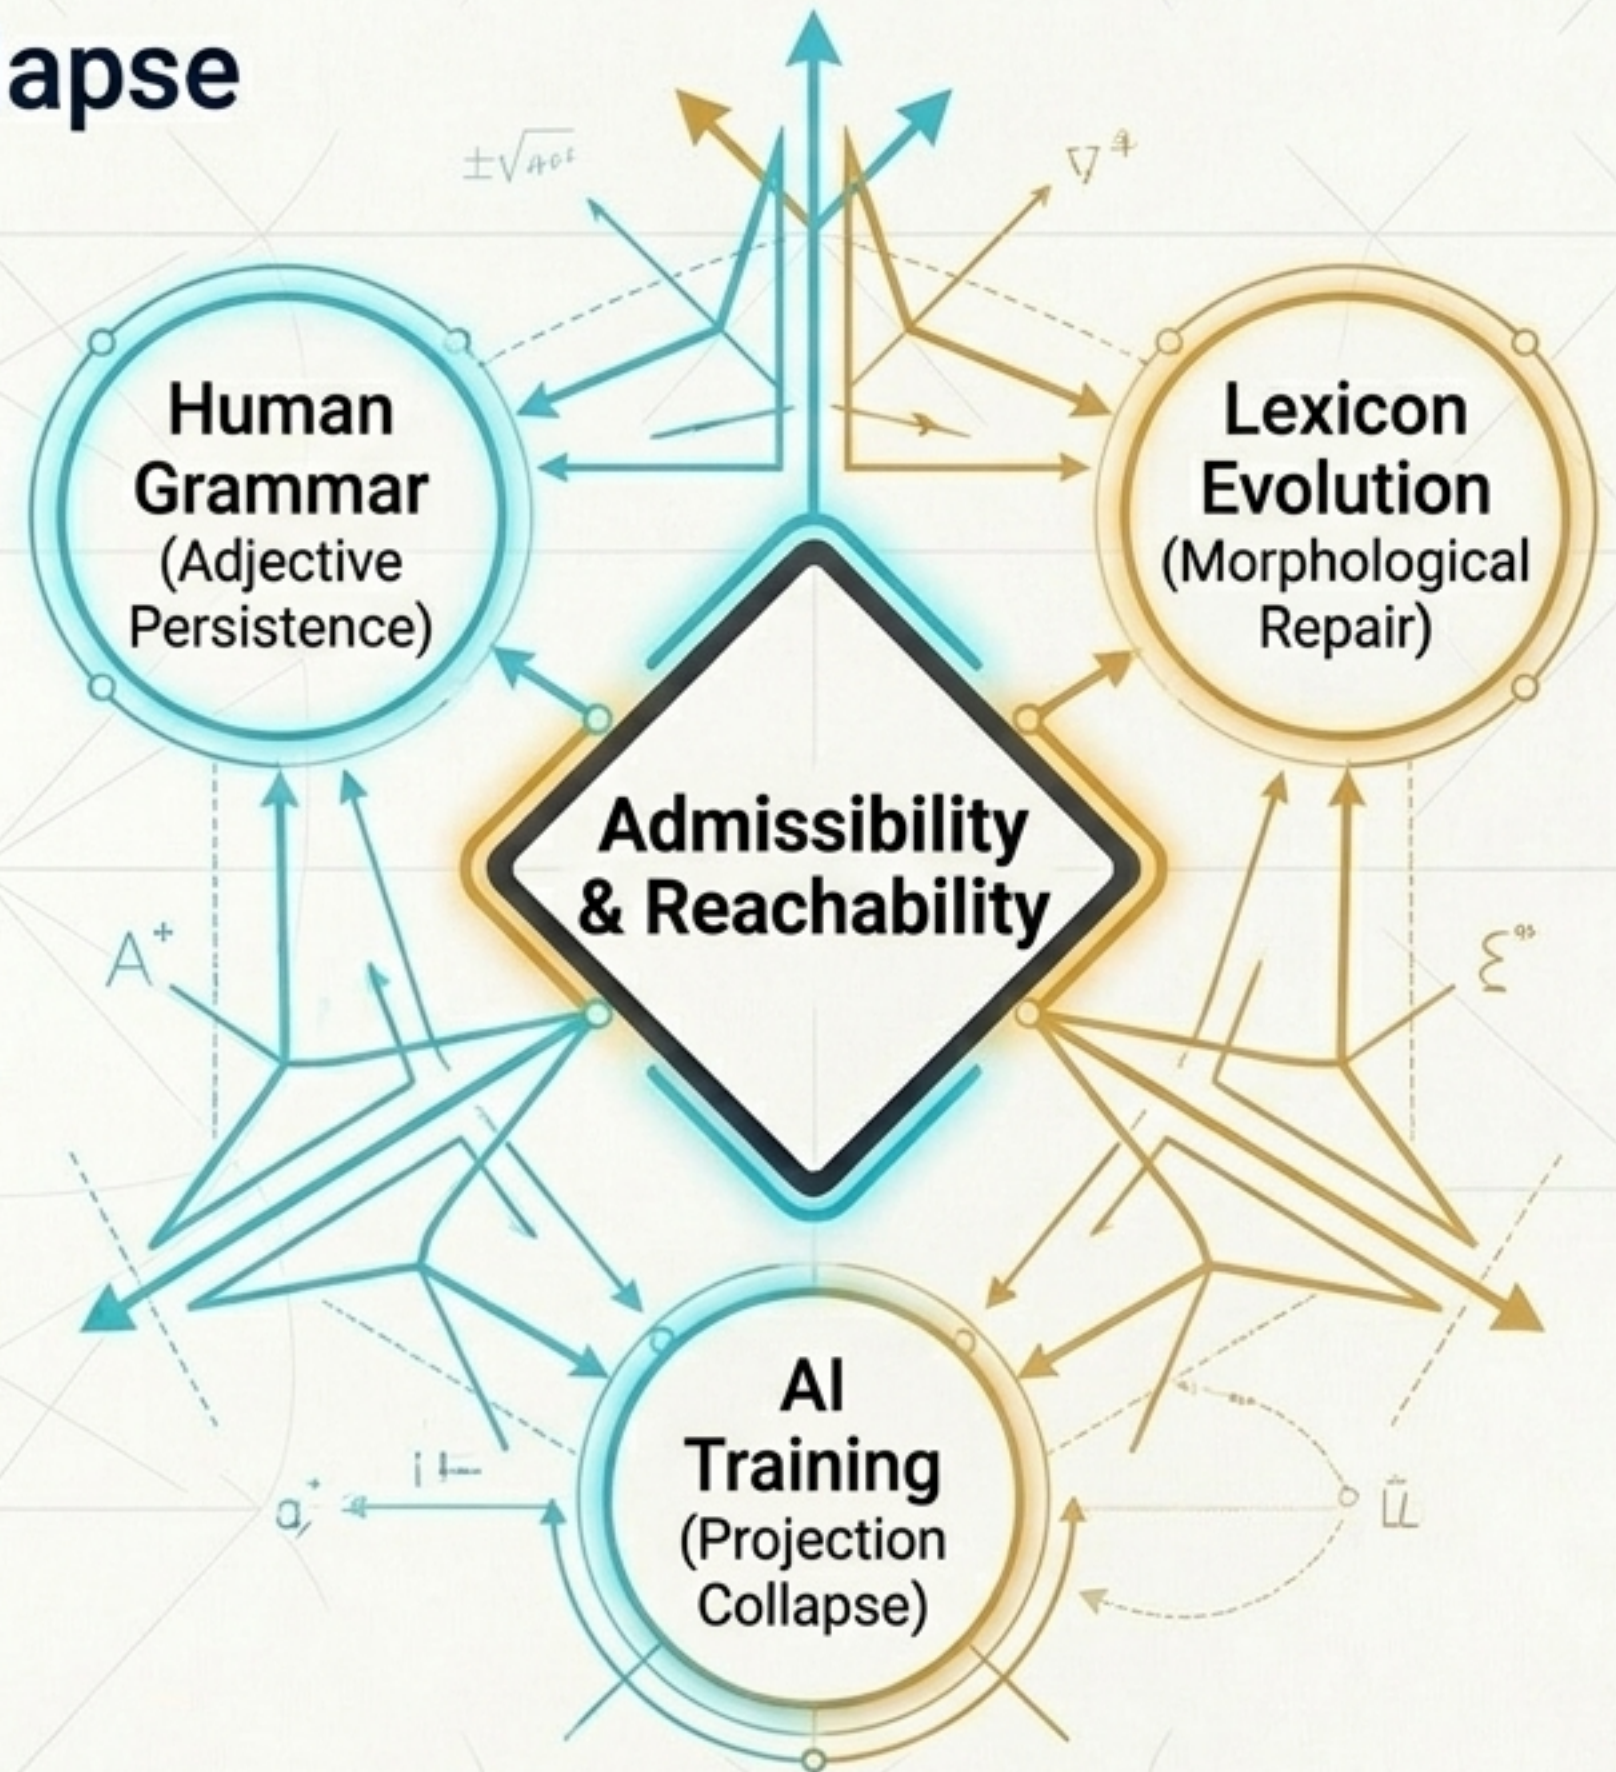 apse
Human
Grammar
(Adjective
Persistence)
Lexicon
Evolution
(Morphological
Repair)
Admissibility
& Reachability
A⁺
AI
Training
(Projection
Collapse)